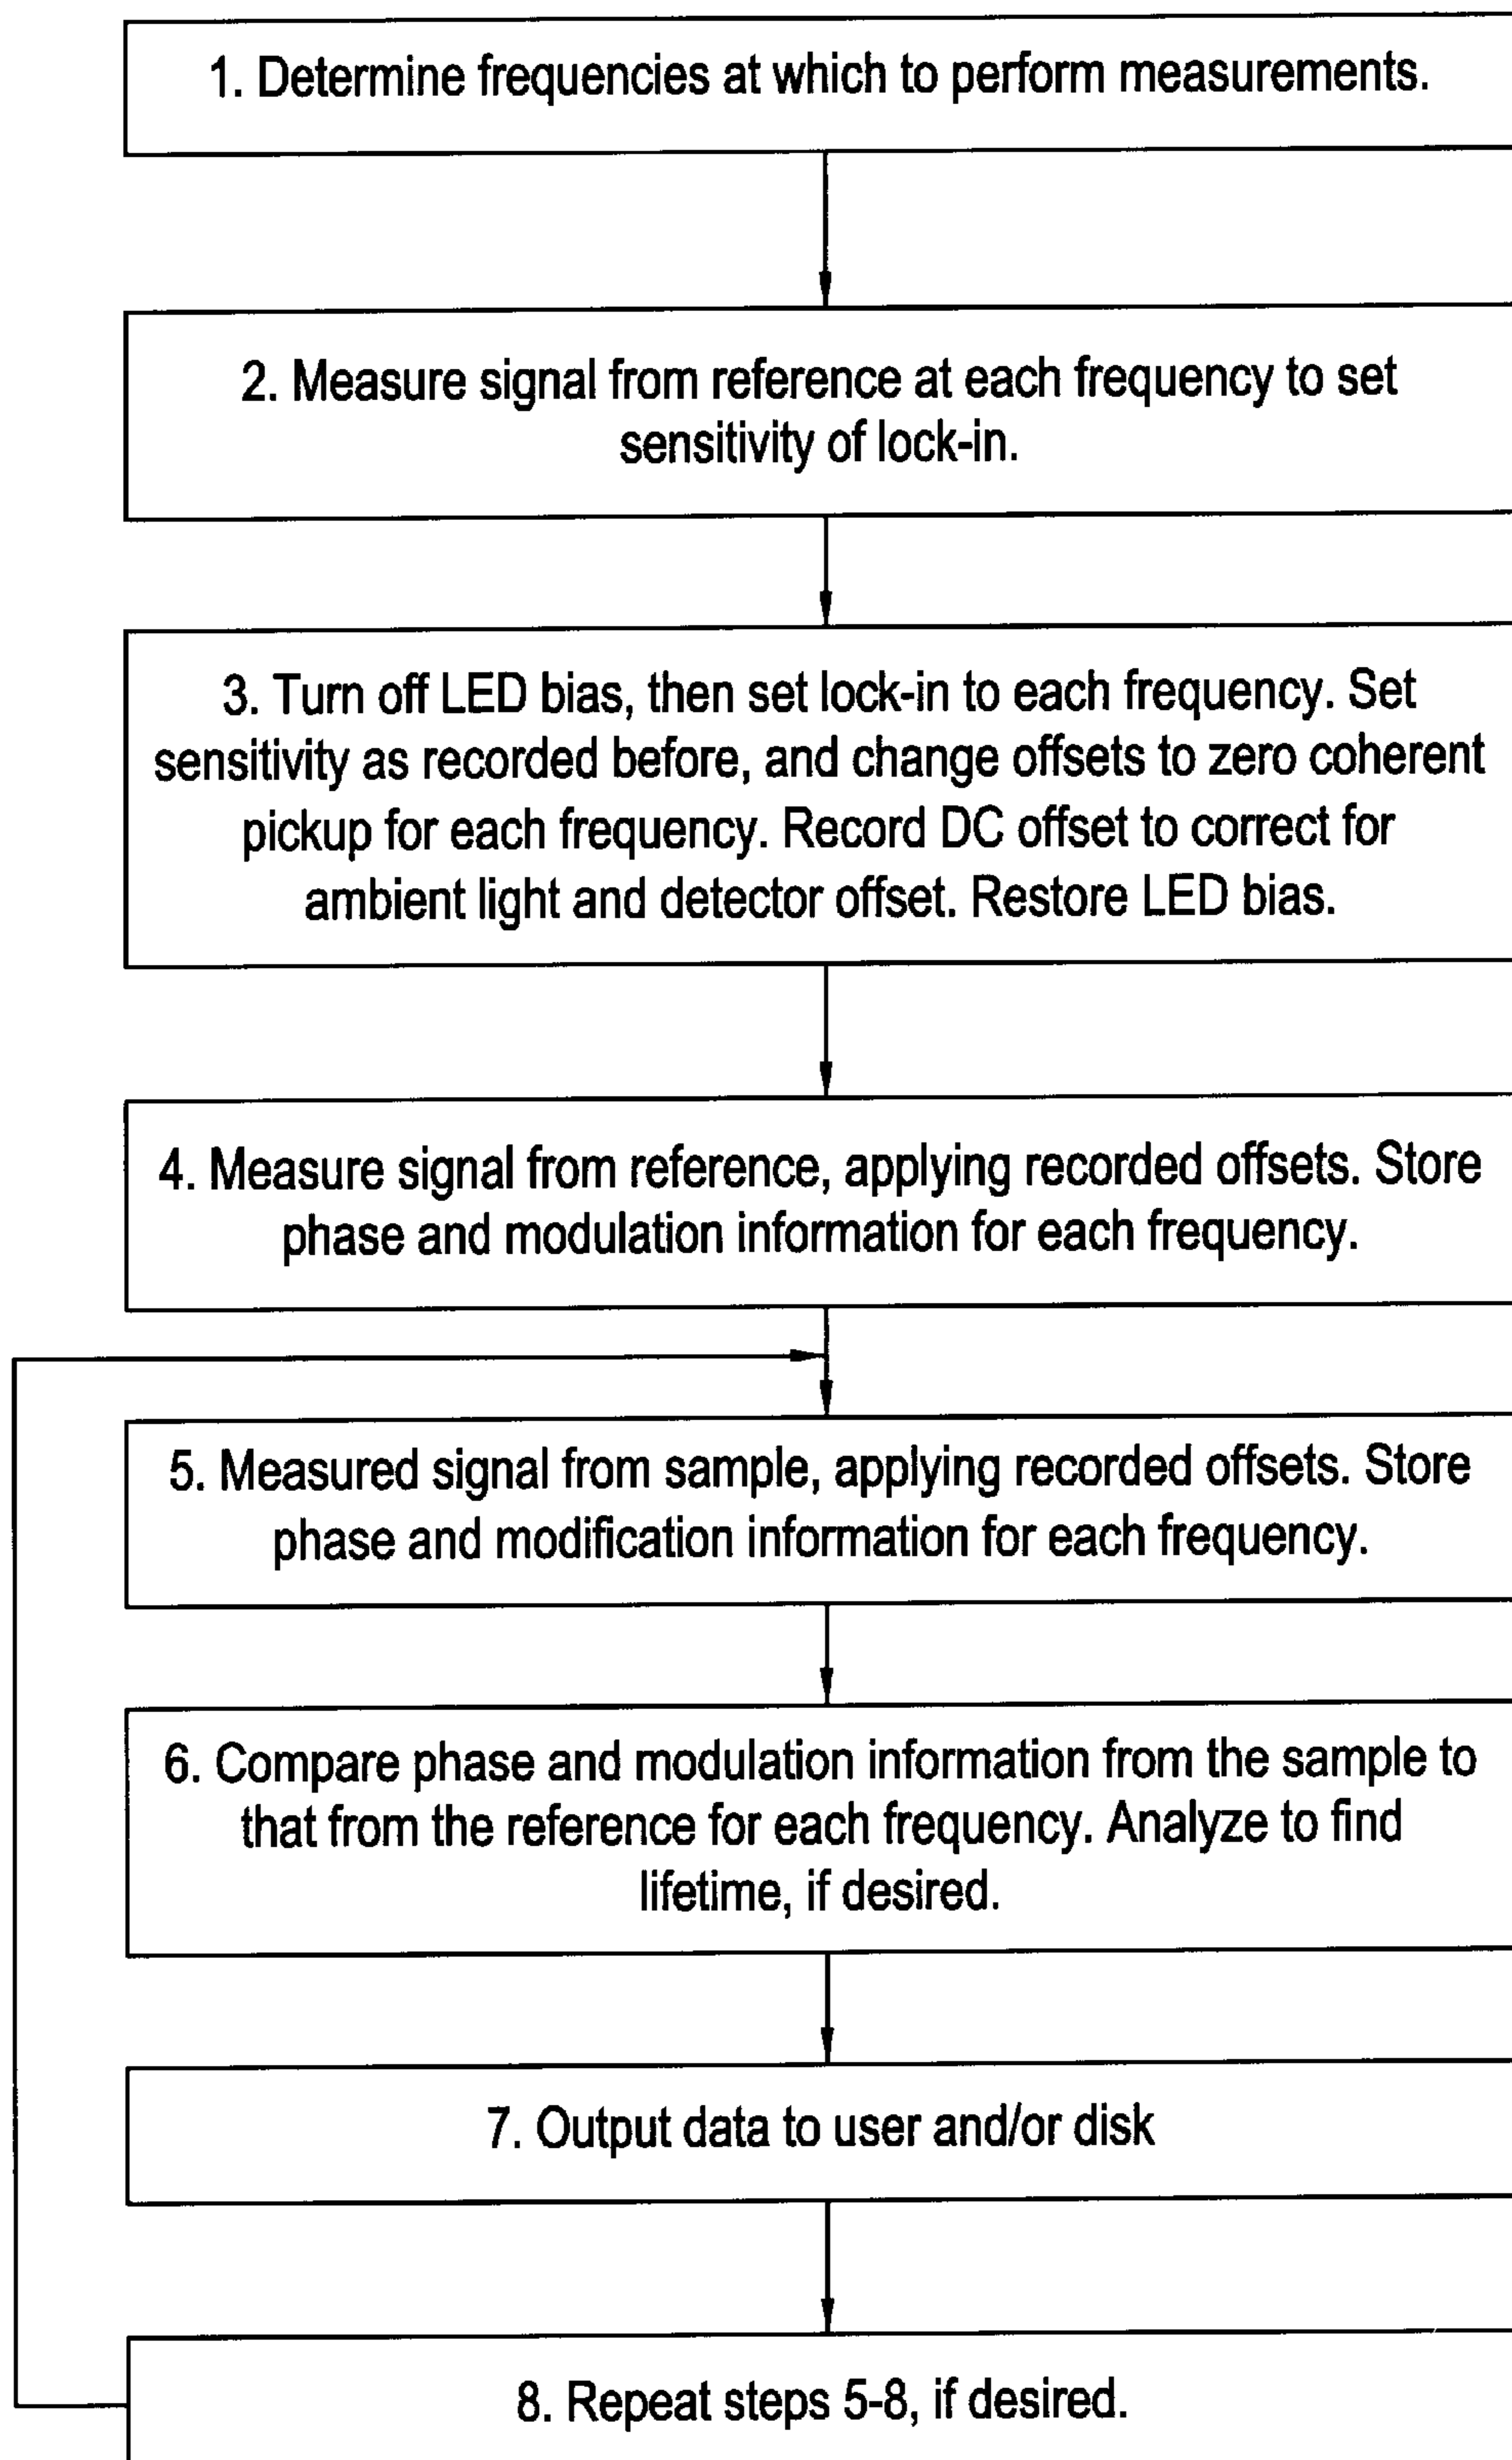 1. Determine frequencies at which to perform measurements.
2. Measure signal from reference at each frequency to set
sensitivity of lock-in.
3. Turn off LED bias, then set lock-in to each frequency. Set
sensitivity as recorded before, and change offsets to zero coherent
pickup for each frequency. Record DC offset to correct for
ambient light and detector offset. Restore LED bias.
4. Measure signal from reference, applying recorded offsets. Store
phase and modulation information for each frequency.
5. Measured signal from sample, applying recorded offsets. Store
phase and modification information for each frequency.
6. Compare phase and modulation information from the sample to
that from the reference for each frequency. Analyze to find
lifetime, if desired.
7. Output data to user and/or disk
8. Repeat steps 5-8, if desired.